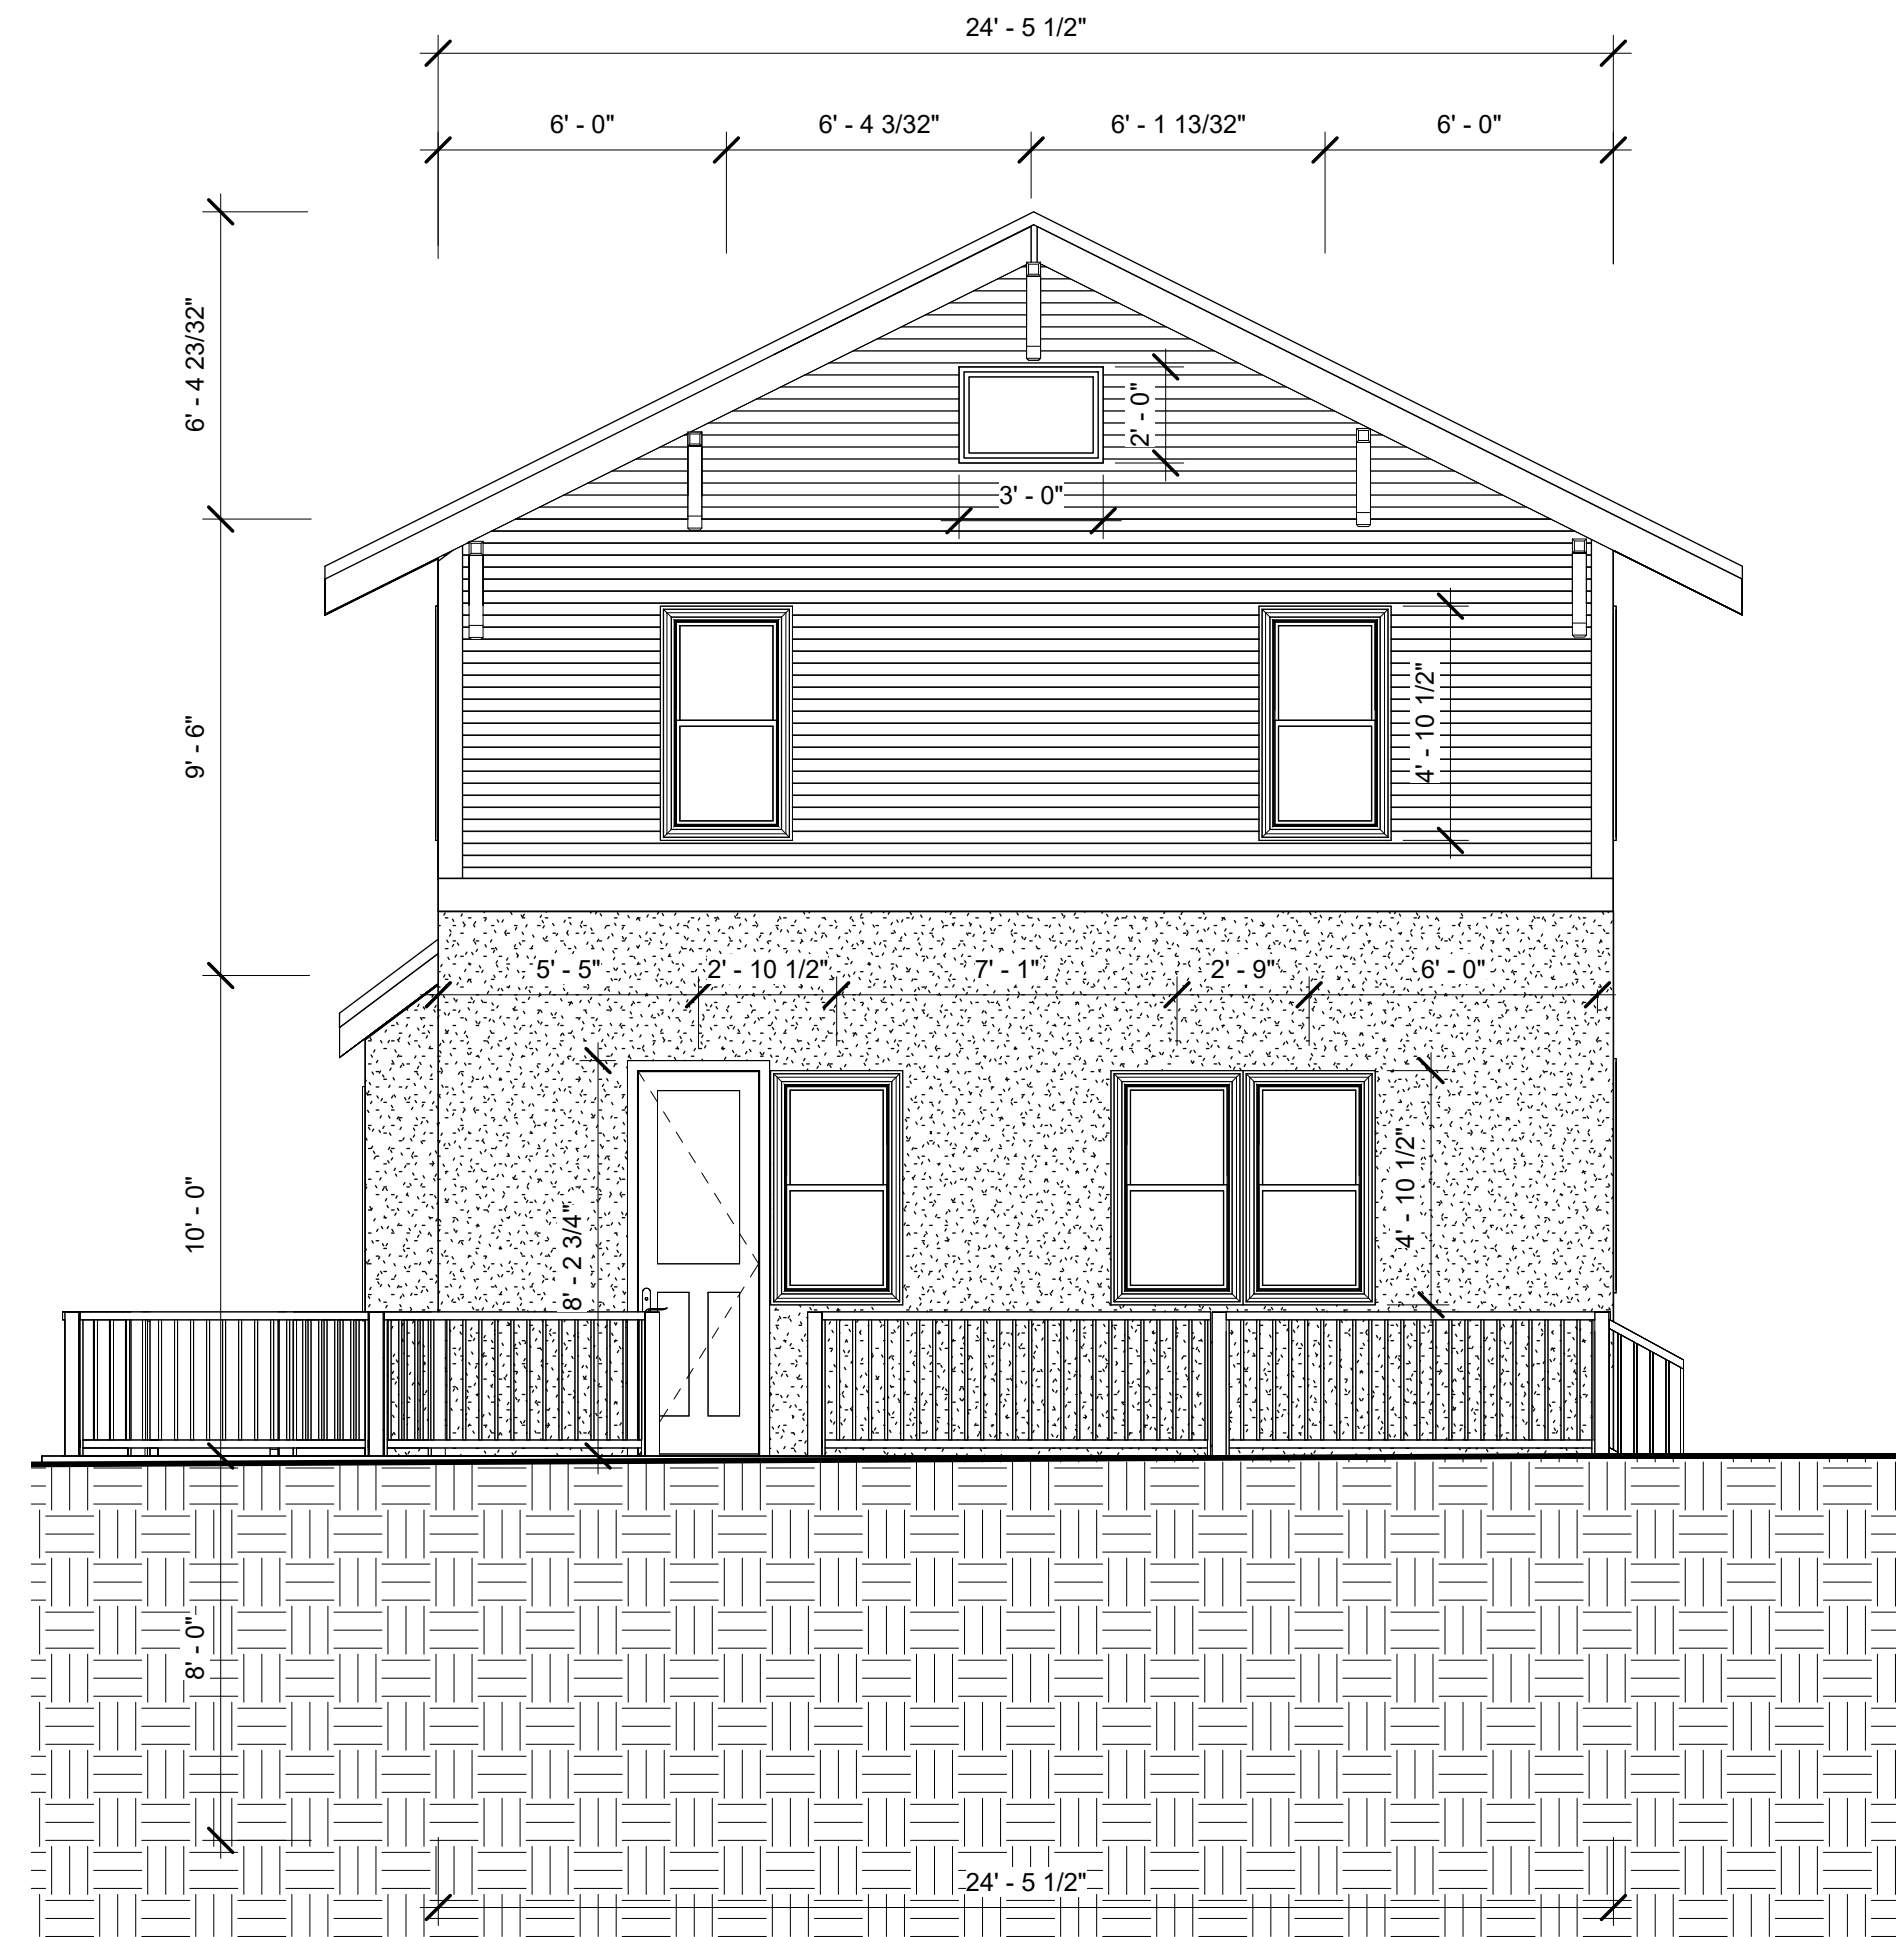 24' - 5 1/2"
6' - 0"
6' - 4 3/32"
6' - 1 13/32"
6' - 0"
6' - 4 23/32"
2' - 0"
3' - 0"
9' - 6"
4' - 10 1/2"
5' - 5"
2' - 10 1/2"
7' - 1"
2' - 9"
6' - 0"
10' - 0"
8' - 2 3/4"
4' - 10 1/2"
8' - 0"
24' - 5 1/2"